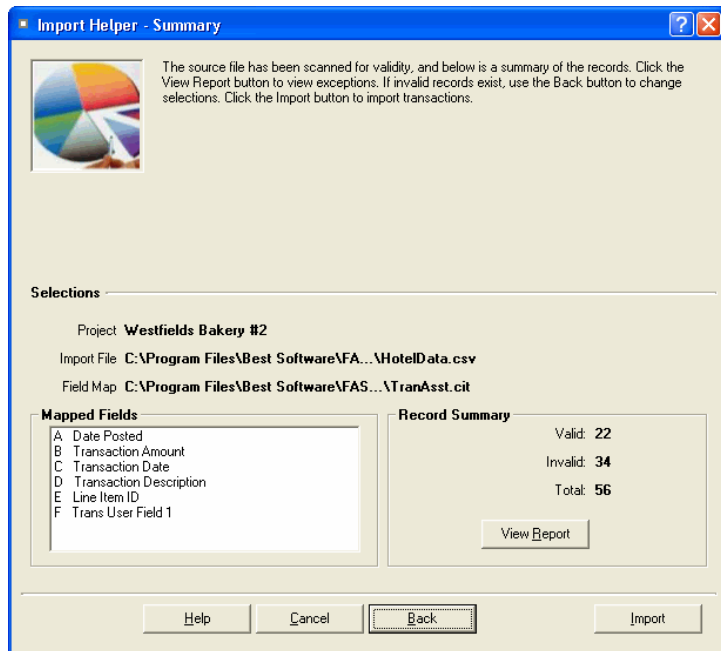 Import Helper - Summary
The source file has been scanned for validity, and below is a summary of the records. Click the
View Report button to view exceptions. If invalid records exist, use the Back button to change
selections. Click the Import button to import transactions.
Selections
Project Westfields Bakery #2
Import File C:\Program Files\Best Software\FA...\HotelData.csv
Field Map C:\Program Files\Best Software\FAS...\TranAsst.cit
Mapped Fields
A Date Posted
B Transaction Amount
C Transaction Date
D Transaction Description
E Line Item ID
F Trans User Field 1
Record Summary
Valid: 22
Invalid: 34
Total: 56
View Report
Help Cancel Back Import